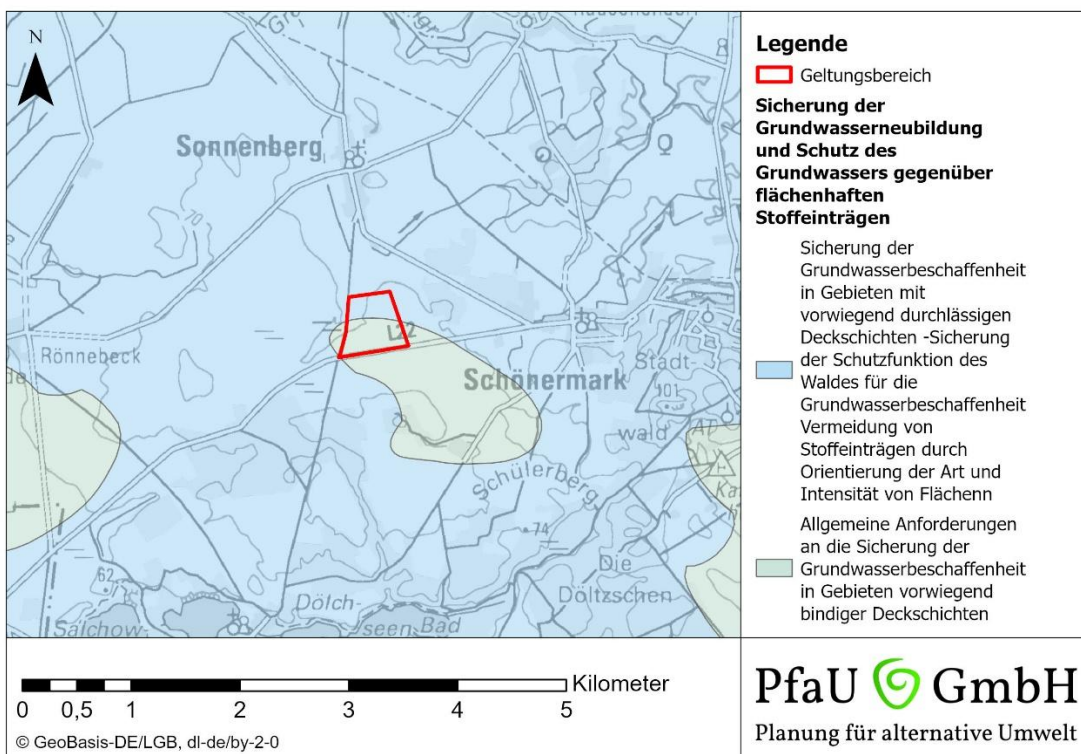 N
Sonnenberg
70
L22
Rönnebeck
Schönermark
Stadt-
101
wald
Schülerberg
74
62
Die
Döltzschen
Dölch-
seen-Bad
Salchow-
Legende
Geltungsbereich
Sicherung der
Grundwasserneubildung
und Schutz des
Grundwassers gegenüber
flächenhaften
Stoffeinträgen
Sicherung der
Grundwasserbeschaffenheit
in Gebieten mit
vorwiegend durchlässigen
Deckschichten -Sicherung
der Schutzfunktion des
Waldes für die
Grundwasserbeschaffenheit
Vermeidung von
Stoffeinträgen durch
Orientierung der Art und
Intensität von Flächenn
Allgemeine Anforderungen
an die Sicherung der
Grundwasserbeschaffenheit
in Gebieten vorwiegend
bindiger Deckschichten
Kilometer
0 0,5 1 2 3 4 5
© GeoBasis-DE/LGB, dl-de/by-2-0
PfaU GmbH
Planung für alternative Umwelt